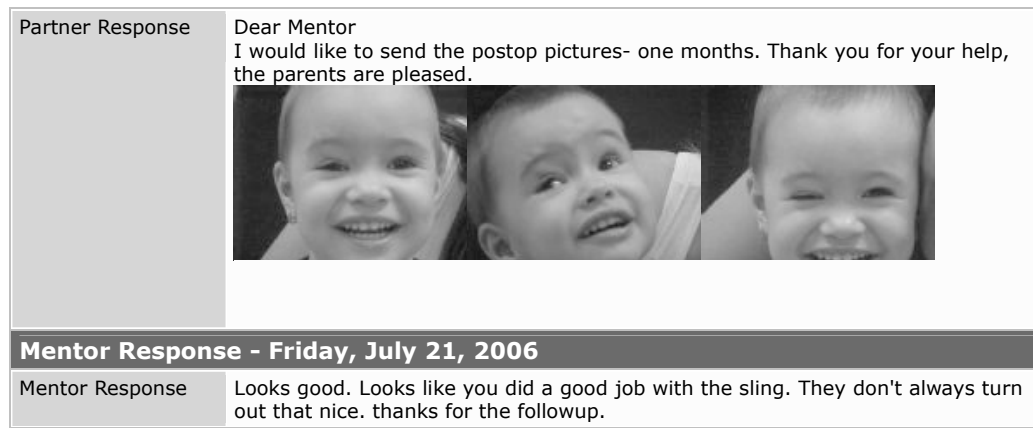 Partner Response
Dear Mentor
I would like to send the postop pictures- one months. Thank you for your help,
the parents are pleased.
Mentor Response - Friday, July 21, 2006
Mentor Response
Looks good. Looks like you did a good job with the sling. They don't always turn
out that nice. thanks for the followup.